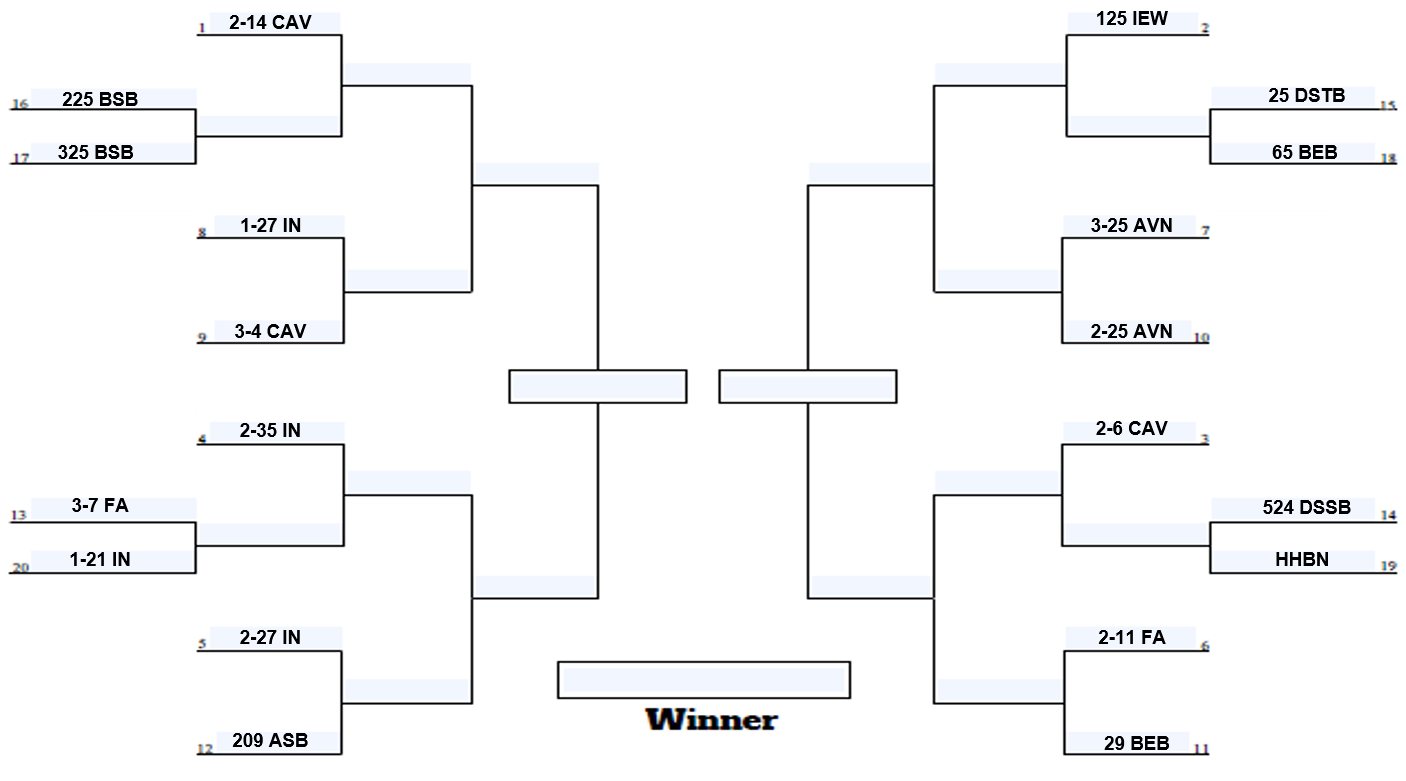 1 2-14 CAV
16 225 BSB
17 325 BSB
8 1-27 IN
9 3-4 CAV
4 2-35 IN
13 3-7 FA
20 1-21 IN
5 2-27 IN
12 209 ASB
125 IEW 2
25 DSTB 15
65 BEB 18
3-25 AVN 7
2-25 AVN 10
2-6 CAV 3
524 DSSB 14
HHBN 19
2-11 FA 6
29 BEB 11
Winner